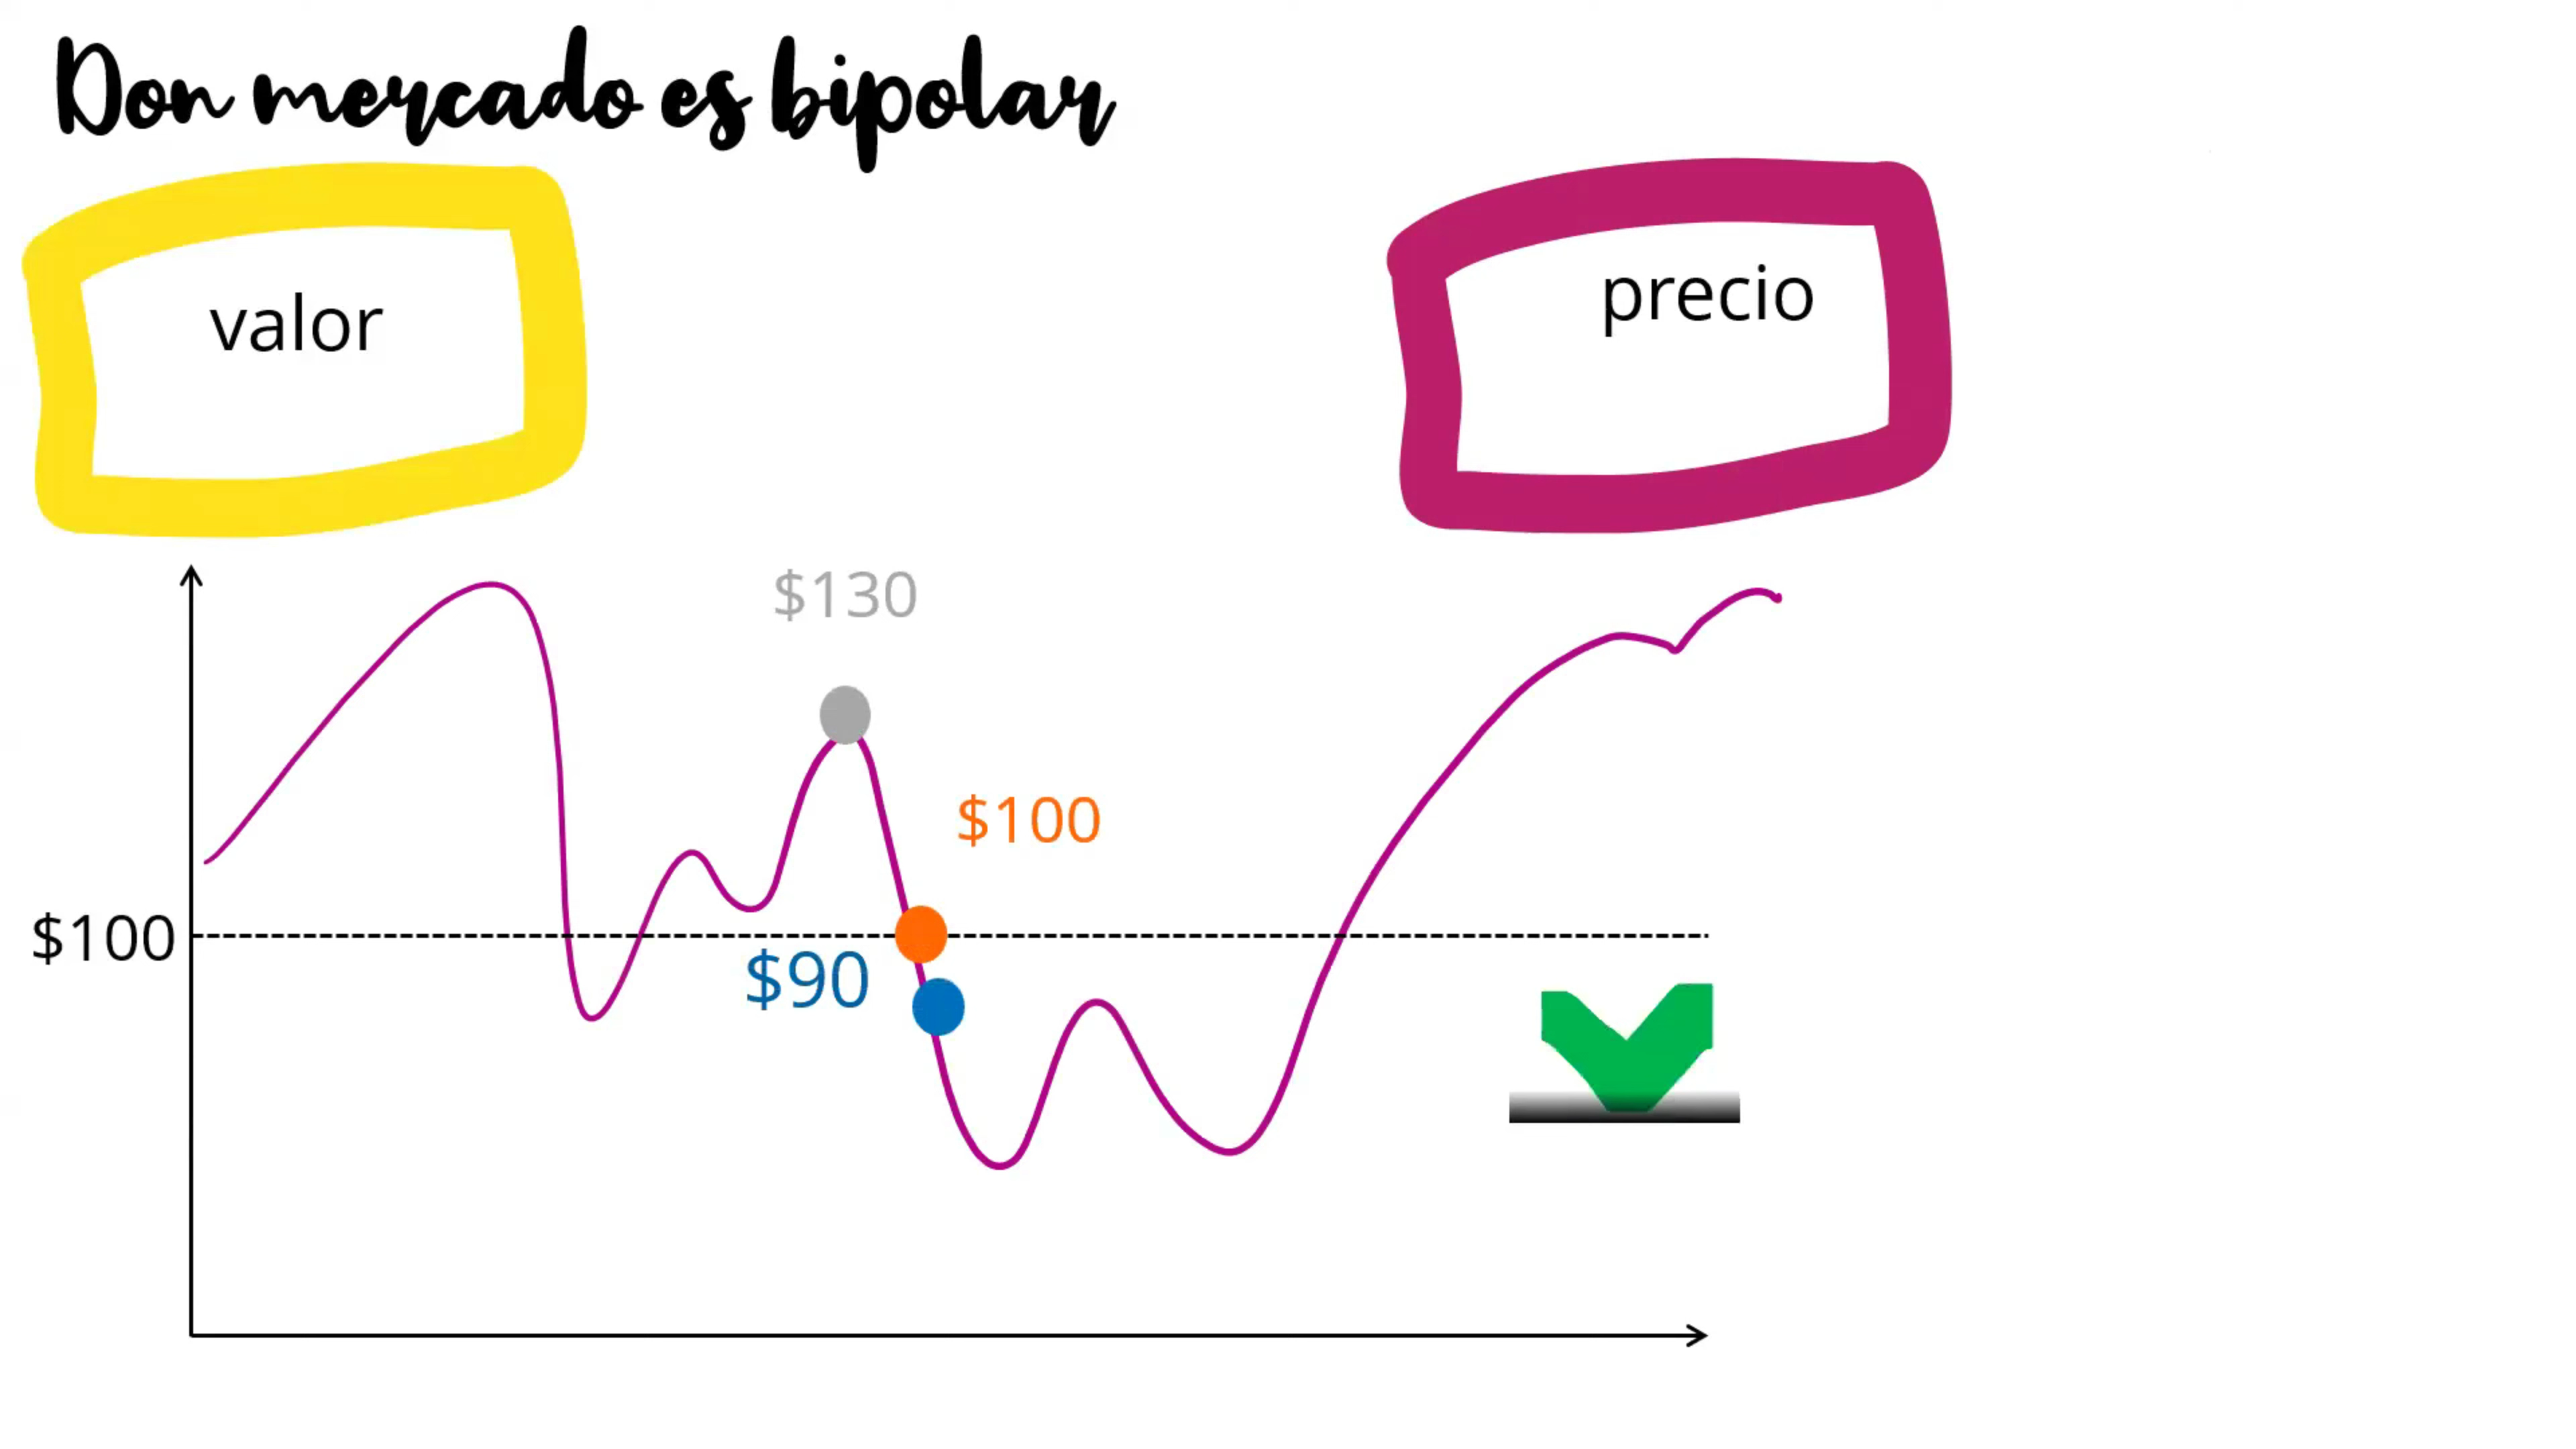 Don mercado es bipolar
valor
precio
$130
$100
$100
$90